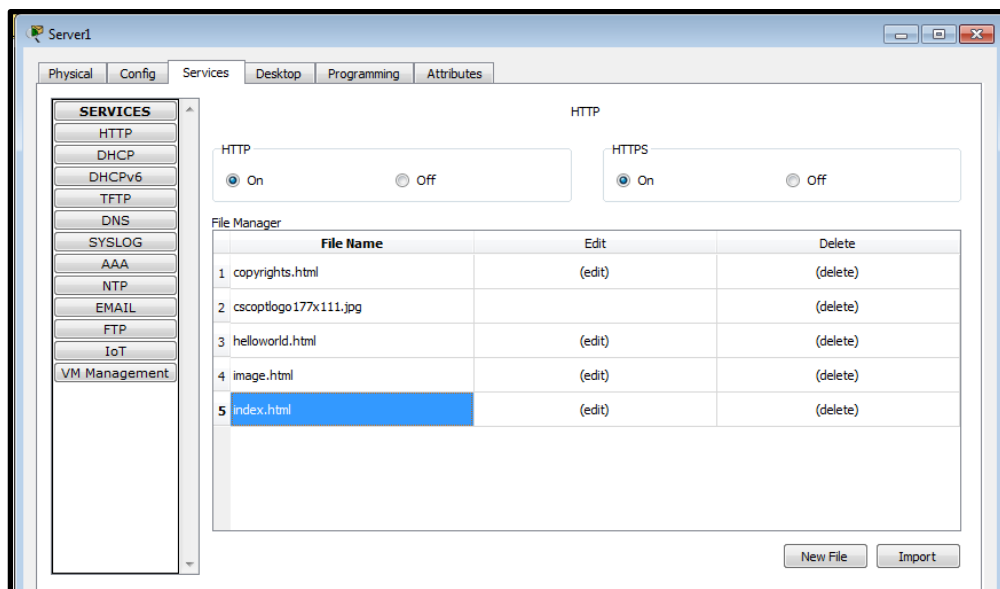 Server1
Physical Config Services Desktop Programming Attributes
SERVICES
HTTP
DHCP
DHCPv6
TFTP
DNS
SYSLOG
AAA
NTP
EMAIL
FTP
IoT
VM Management
HTTP
HTTP
On Off
HTTPS
On Off
File Manager
File Name Edit Delete
1 copyrights.html (edit) (delete)
2 cscoptlogo177x111.jpg (delete)
3 helloworld.html (edit) (delete)
4 image.html (edit) (delete)
5 index.html (edit) (delete)
New File Import